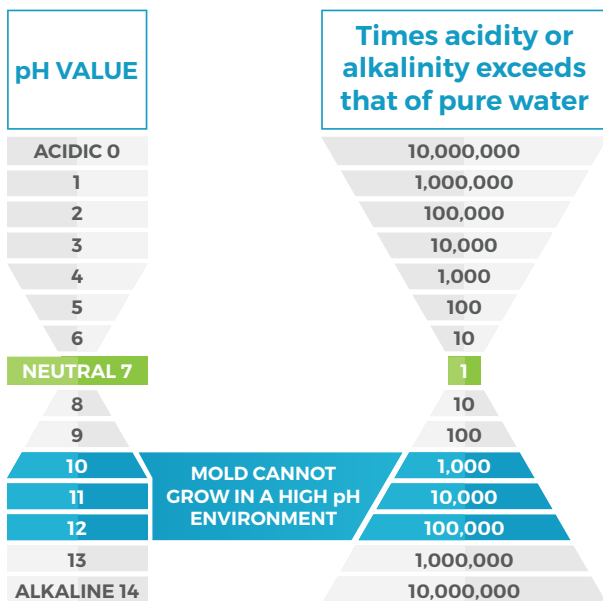 pH VALUE
Times acidity or
alkalinity exceeds
that of pure water
ACIDIC 0
10,000,000
1
1,000,000
2
100,000
3
10,000
4
1,000
5
100
6
10
NEUTRAL 7
1
8
10
9
100
10
MOLD CANNOT
GROW IN A HIGH pH
ENVIRONMENT
1,000
11
10,000
12
100,000
13
1,000,000
ALKALINE 14
10,000,000